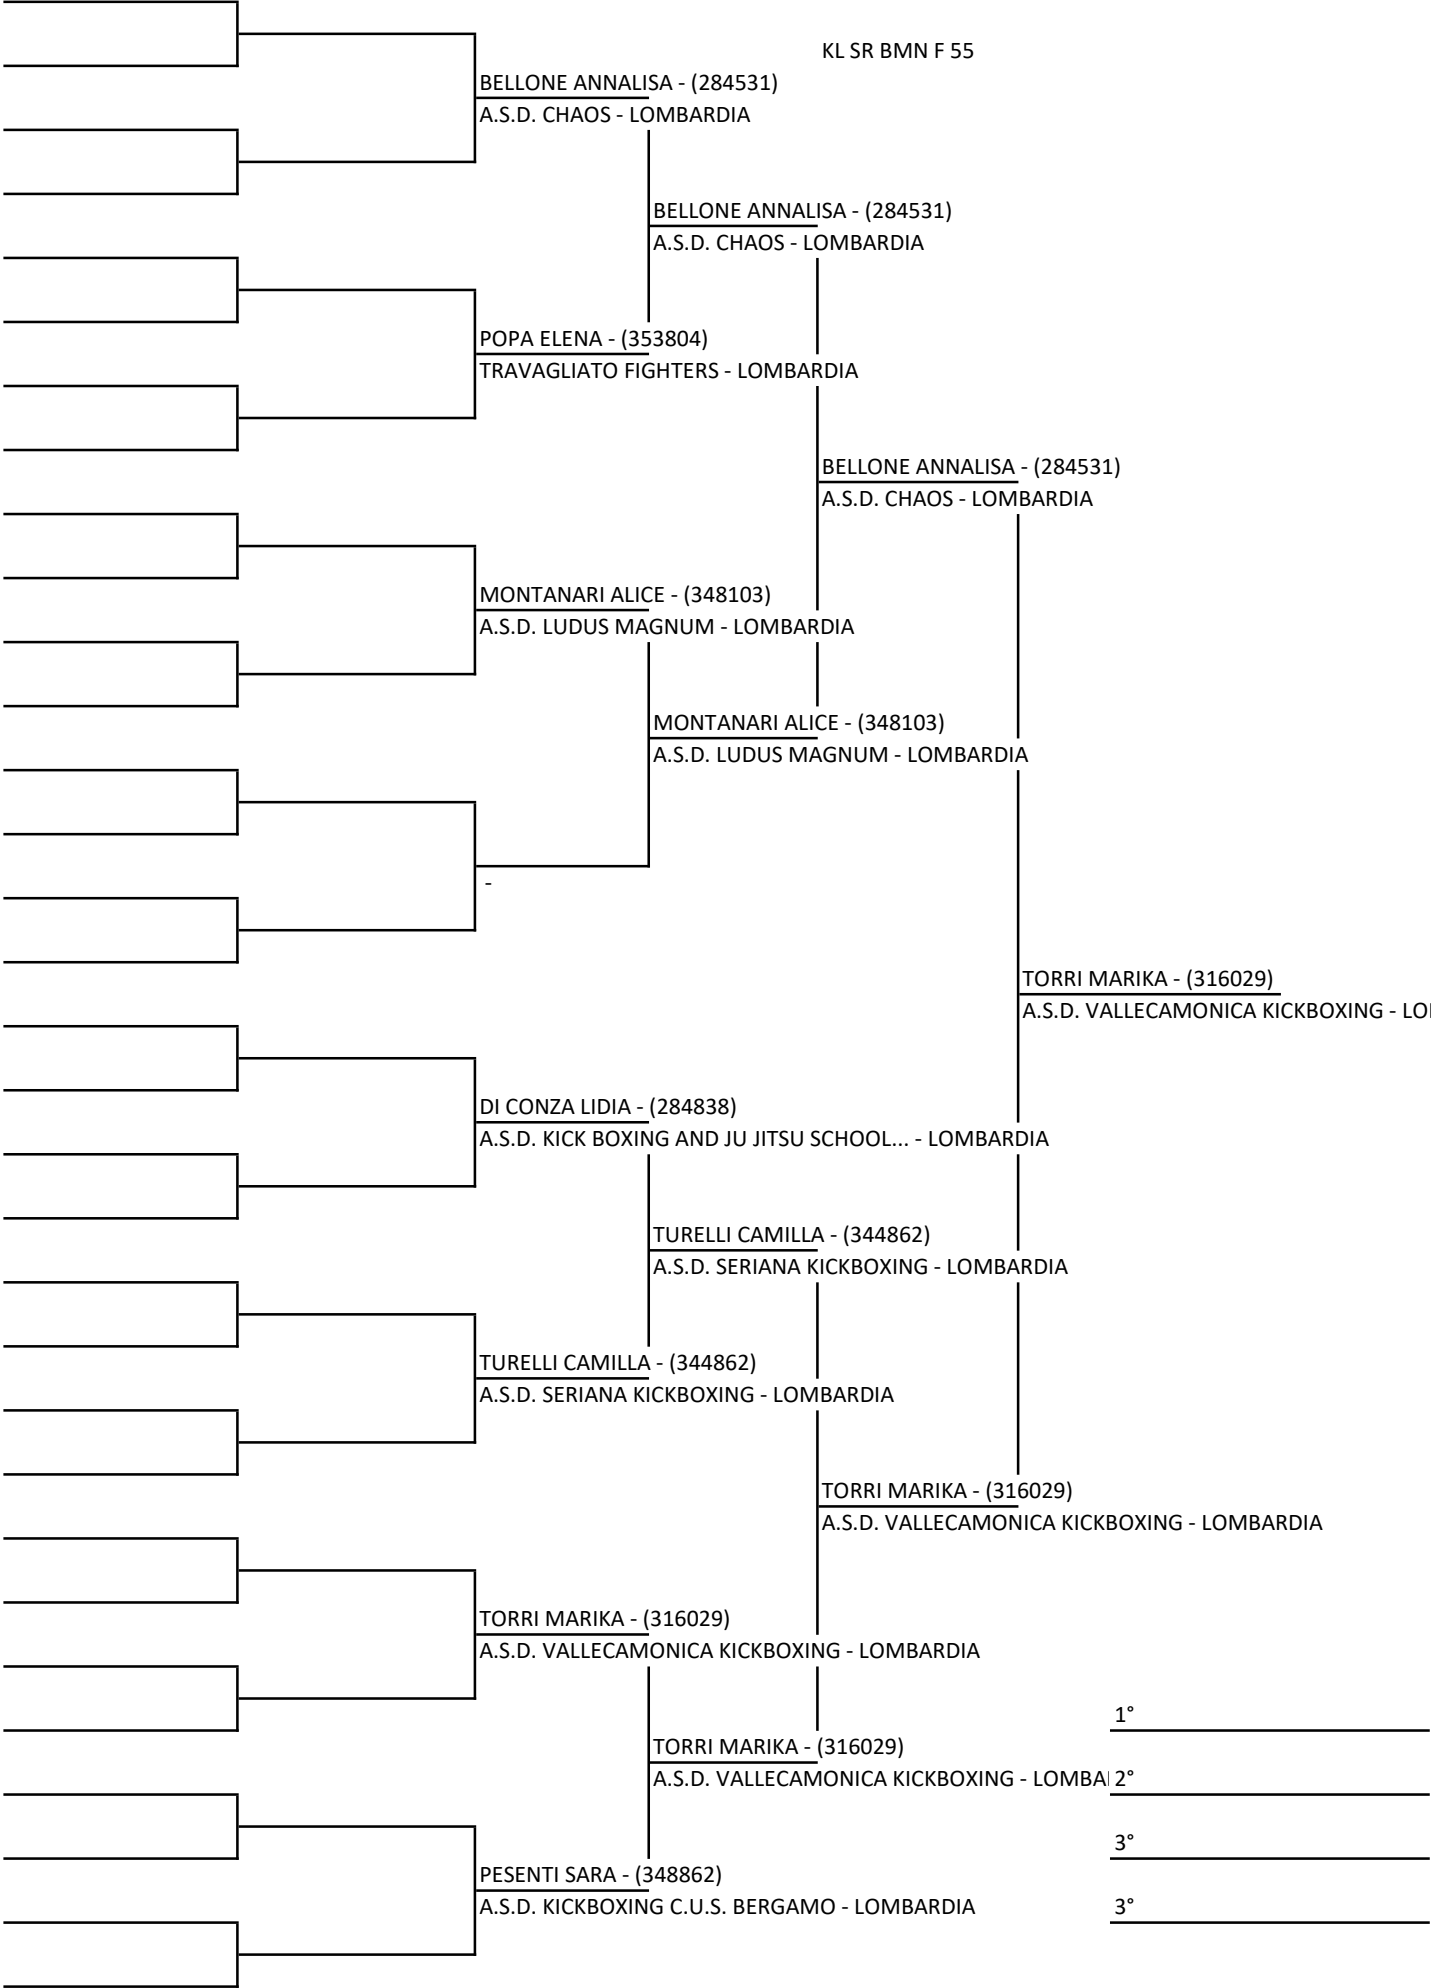 KL SR BMN F 55
BELLONE ANNALISA - (284531)
A.S.D. CHAOS - LOMBARDIA
BELLONE ANNALISA - (284531)
A.S.D. CHAOS - LOMBARDIA
POPA ELENA - (353804)
TRAVAGLIATO FIGHTERS - LOMBARDIA
BELLONE ANNALISA - (284531)
A.S.D. CHAOS - LOMBARDIA
MONTANARI ALICE - (348103)
A.S.D. LUDUS MAGNUM - LOMBARDIA
MONTANARI ALICE - (348103)
A.S.D. LUDUS MAGNUM - LOMBARDIA
-
TORRI MARIKA - (316029)
A.S.D. VALLECAMONICA KICKBOXING - LO
DI CONZA LIDIA - (284838)
A.S.D. KICK BOXING AND JU JITSU SCHOOL... - LOMBARDIA
TURELLI CAMILLA - (344862)
A.S.D. SERIANA KICKBOXING - LOMBARDIA
TURELLI CAMILLA - (344862)
A.S.D. SERIANA KICKBOXING - LOMBARDIA
TORRI MARIKA - (316029)
A.S.D. VALLECAMONICA KICKBOXING - LOMBARDIA
TORRI MARIKA - (316029)
A.S.D. VALLECAMONICA KICKBOXING - LOMBARDIA
1°
TORRI MARIKA - (316029)
A.S.D. VALLECAMONICA KICKBOXING - LOMBA
2°
3°
PESENTI SARA - (348862)
A.S.D. KICKBOXING C.U.S. BERGAMO - LOMBARDIA
3°